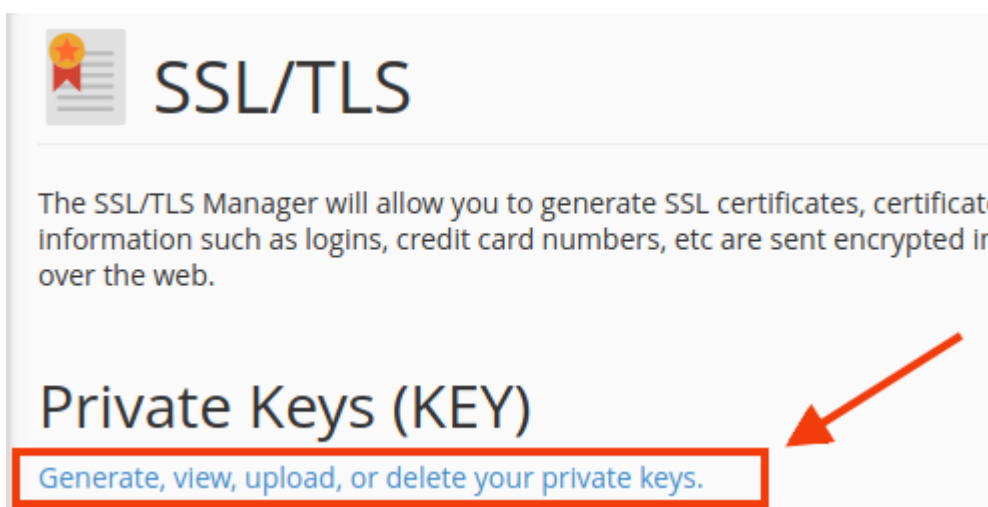 SSL/TLS
The SSL/TLS Manager will allow you to generate SSL certificates,
information such as logins, credit card numbers, etc are sent encrypted
over the web.
Private Keys (KEY)
Generate, view, upload, or delete your private keys.